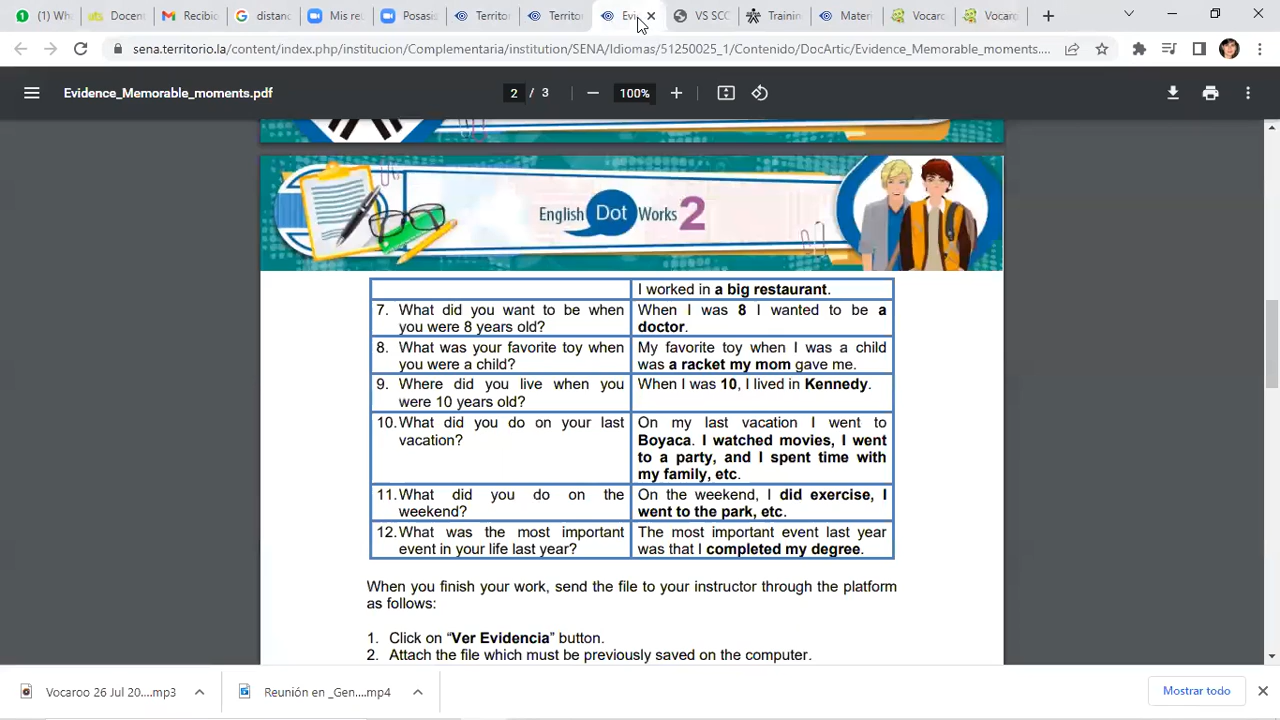 (1) Wh
Docent
Recibic
distanc
Mis re
Posasis
Territor
Territor
Evi
VS SCC
Training
Materi
Vocaro
Vocaro
sena.territorio.la/content/index.php/institucion/Complementaria/institution/SENA/Idiomas/51250025_1/Contenido/DocArtic/Evidence_Memorable_moments....
Evidence_Memorable_moments.pdf
2 / 3
100%
English Dot Works 2
I worked in a big restaurant.
7. What did you want to be when
you were 8 years old?
When I was 8 I wanted to be a
doctor.
8. What was your favorite toy when
you were a child?
My favorite toy when I was a child
was a racket my mom gave me.
9. Where did you live when you
were 10 years old?
When I was 10, I lived in Kennedy.
10. What did you do on your last
vacation?
On my last vacation I went to
Boyaca. I watched movies, I went
to a party, and I spent time with
my family, etc.
11. What did you do on the
weekend?
On the weekend, I did exercise, I
went to the park, etc.
12. What was the most important
event in your life last year?
The most important event last year
was that I completed my degree.
When you finish your work, send the file to your instructor through the platform
as follows:
1. Click on “Ver Evidencia” button.
2. Attach the file which must be previously saved on the computer.
Vocaroo 26 Jul 20....mp3
Reunión en _Gen....mp4
Mostrar todo